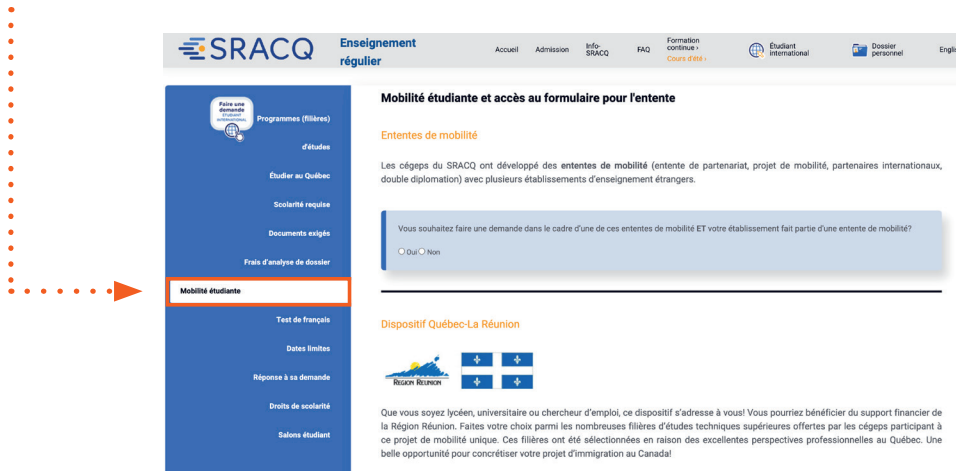 SRACQ
Enseignement
régulier
Accueil
Admission
Info-
SRACQ
FAQ
Formation
continue ›
Cours d'été ›
Étudiant
international
Dossier
personnel
Faire une
demande
ÉTUDIANT
INTERNATIONAL
Programmes (filières)
d'études
Étudier au Québec
Scolarité requise
Documents exigés
Frais d'analyse de dossier
Mobilité étudiante
Test de français
Dates limites
Réponse à sa demande
Droits de scolarité
Salons étudiant
Mobilité étudiante et accès au formulaire pour l'entente
Ententes de mobilité
Les cégeps du SRACQ ont développé des ententes de mobilité (entente de partenariat, projet de mobilité, partenaires internationaux,
double diplomation) avec plusieurs établissements d'enseignement étrangers.
Vous souhaitez faire une demande dans le cadre d'une de ces ententes de mobilité ET votre établissement fait partie d'une entente de mobilité?
Oui Non
Dispositif Québec-La Réunion
REGION REUNION
Que vous soyez lycéen, universitaire ou chercheur d'emploi, ce dispositif s'adresse à vous! Vous pourriez bénéficier du support financier de
la Région Réunion. Faites votre choix parmi les nombreuses filières d'études techniques supérieures offertes par les cégeps participant à
ce projet de mobilité unique. Ces filières ont été sélectionnées en raison des excellentes perspectives professionnelles au Québec. Une
belle opportunité pour concrétiser votre projet d'immigration au Canada!